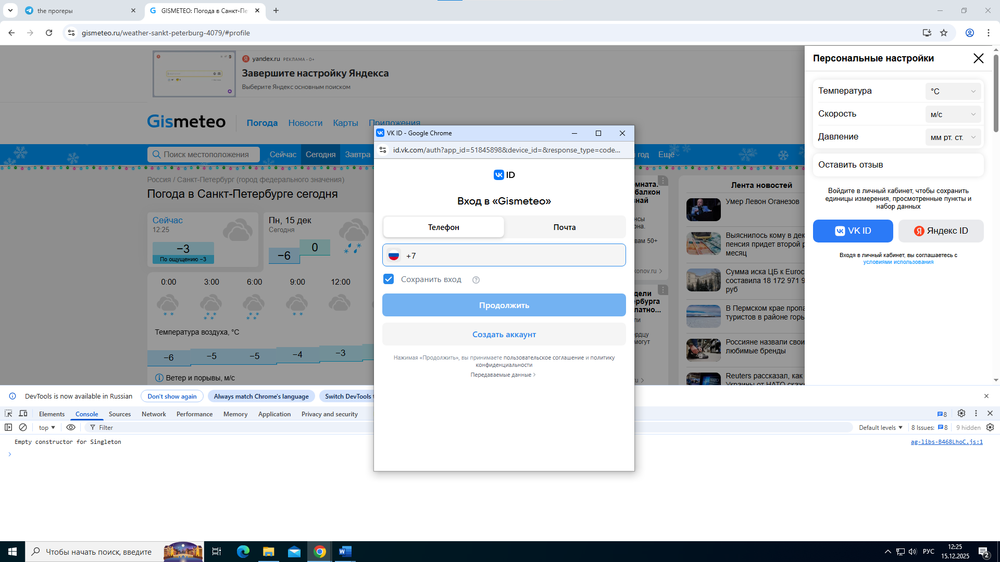 the прогеры
GISMETEO: Погода в Санкт-Пе
gismeteo.ru/weather-sankt-peterburg-4079/#profile
yandex.ru РЕКЛАМА • 0+
Завершите настройку Яндекса
Выберите Яндекс основным поиском
Gismeteo
Погода Новости Карты Приложения
Поиск местоположения
Сейчас Сегодня Завтра
год Ещё
Россия / Санкт-Петербург (город федерального значения)
Погода в Санкт-Петербурге сегодня
Сейчас
12:25
−3
По ощущению −3
Пн, 15 дек
Сегодня
−6 0
0:00 3:00 6:00 9:00 12:00
Температура воздуха, °C
−6 −5 −5 −4 −3
Ветер и порывы, м/с
VK ID - Google Chrome
id.vk.com/auth?app_id=51845898&device_id=&response_type=code...
VK ID
Вход в «Gismeteo»
Телефон Почта
+7
Сохранить вход
Продолжить
Создать аккаунт
Нажимая «Продолжить», вы принимаете пользовательское соглашение и политику
конфиденциальности
Передаваемые данные
омната.
балкон
знай
нсы
она.
вам 50+
konov.ru
дели
рбурга
латно...
ли
рдцу
могут
ru
Лента новостей
Умер Левон Оганезов
Выяснилось кому в дек
пенсия придет второй р
месяц
Сумма иска ЦБ к Euroc
составила 18 172 971 9
руб
В Пермском крае пропа
туристов в районе горь
Россияне назвали свои
любимые бренды
Reuters рассказал, как
Украины от НАТО скаже
Персональные настройки
Температура °C
Скорость м/с
Давление мм рт. ст.
Оставить отзыв
Войдите в личный кабинет, чтобы сохранить
единицы измерения, просмотренные пункты и
набор данных
VK ID
Яндекс ID
Входя в личный кабинет, вы соглашаетесь с
условиями использования
DevTools is now available in Russian Don't show again Always match Chrome's language Switch DevTools t
Elements Console Sources Network Performance Memory Application Privacy and security 8
top Filter Default levels 8 Issues: 8 9 hidden
Empty constructor for Singleton ag-libs-B468LhoC.js:1
Чтобы начать поиск, введите
РУС
12:25
15.12.2025
2